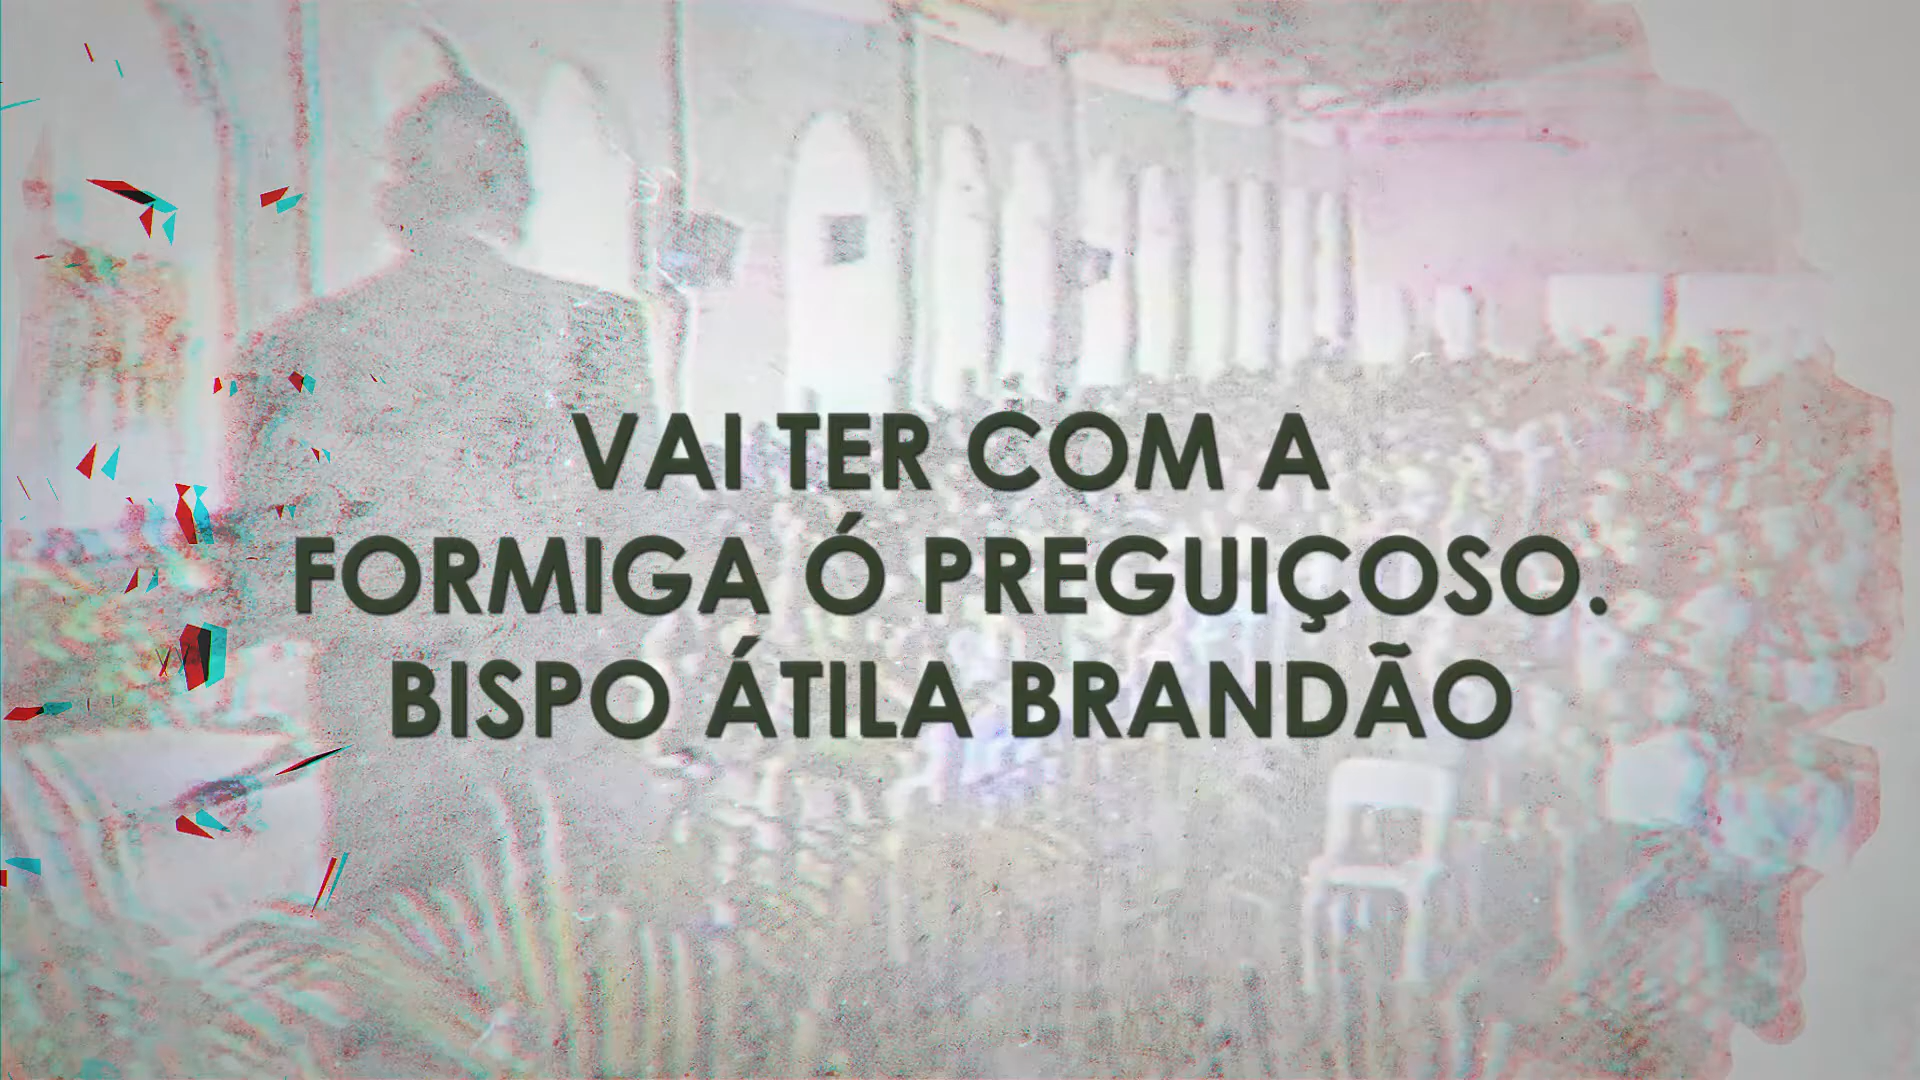 VAI TER COM A
FORMIGA Ó PREGUIÇOSO.
BISPO ÁTILA BRANDÃO